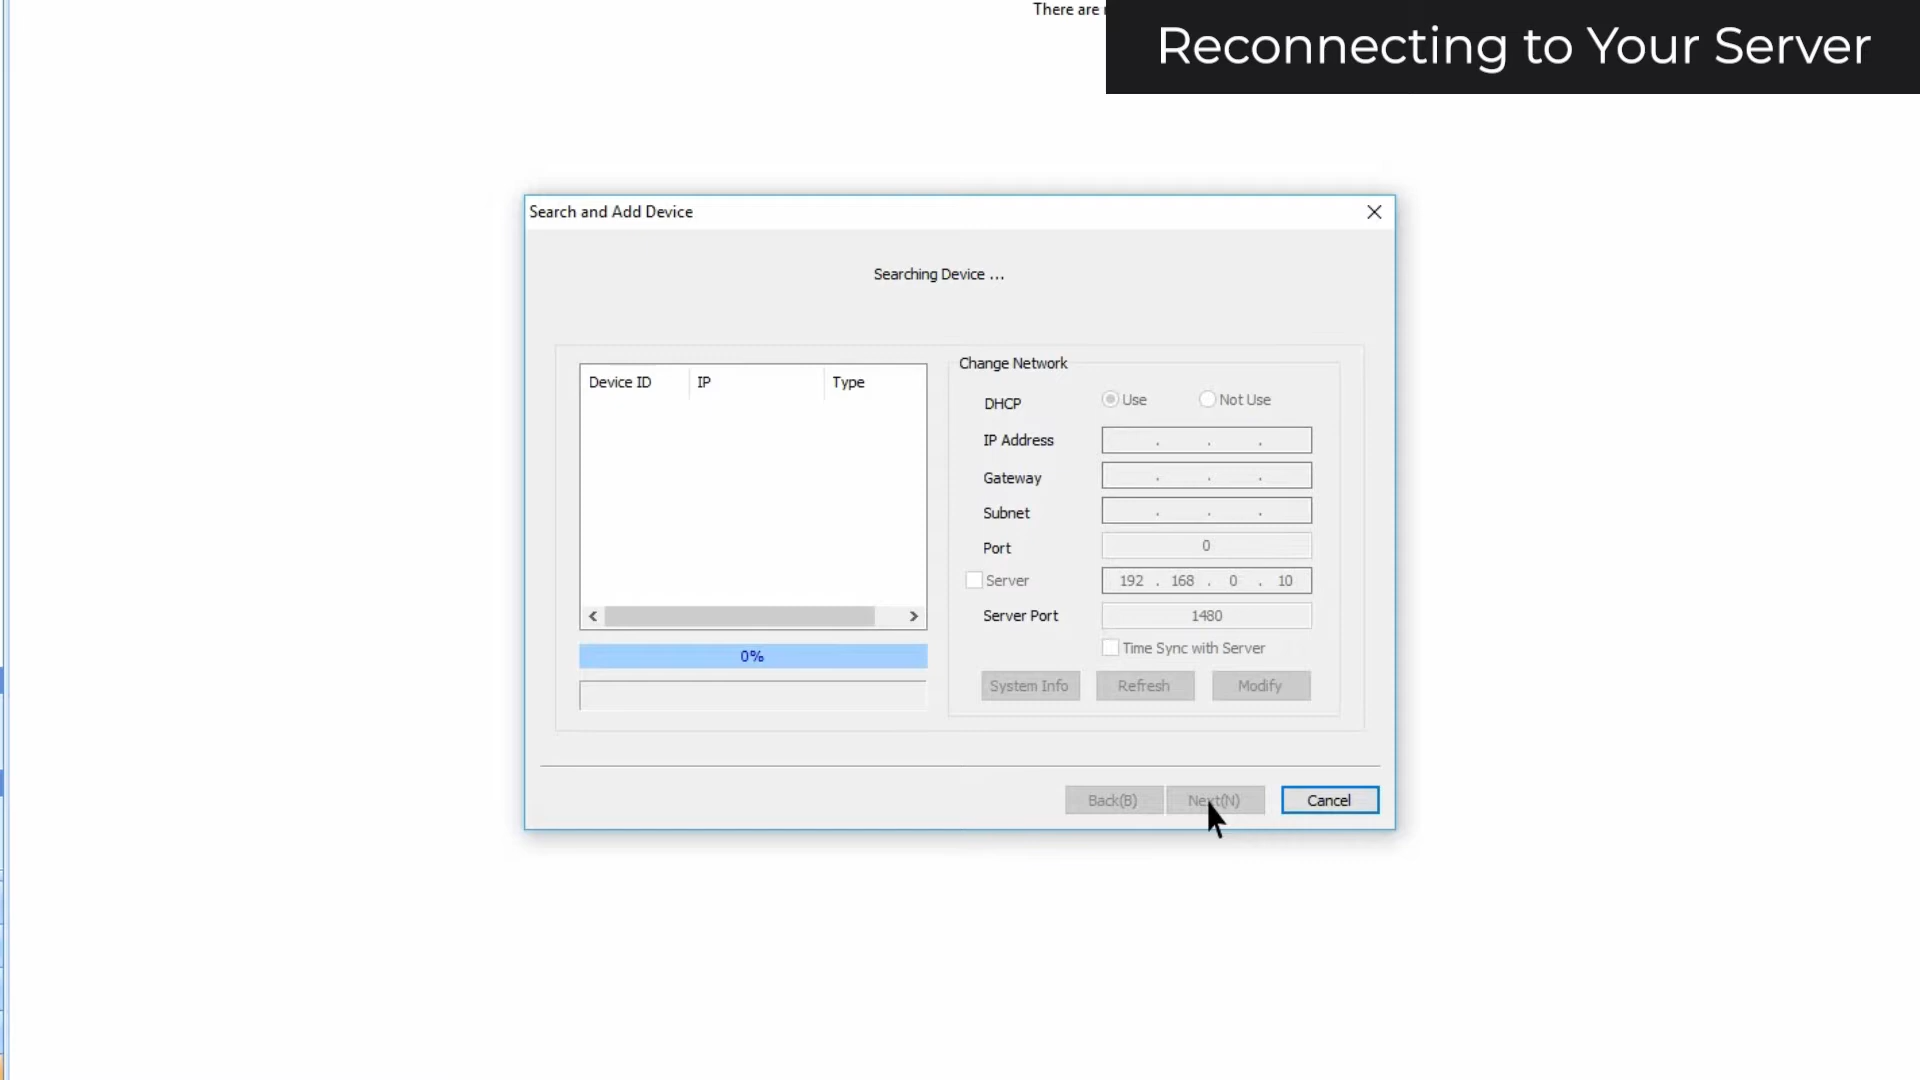 There are
Reconnecting to Your Server
Search and Add Device
Searching Device ...
Device ID IP Type
0%
Change Network
DHCP Use Not Use
IP Address . . .
Gateway . . .
Subnet . . .
Port 0
Server 192 . 168 . 0 . 10
Server Port 1480
Time Sync with Server
System Info Refresh Modify
Back(B) Next(N) Cancel